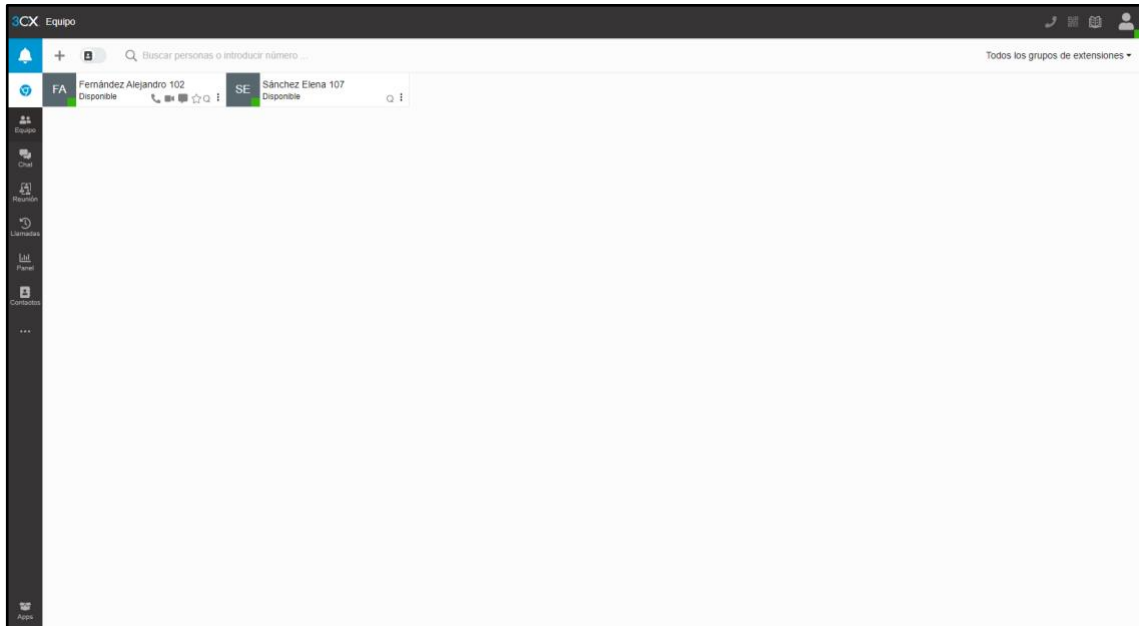 3CX Equipo
Buscar personas o introducir número ...
Todos los grupos de extensiones
FA
Fernández Alejandro 102
Disponible
Q
SE
Sánchez Elena 107
Disponible
Q
Equipo
Chat
Reunión
Llamadas
Panel
Contactos
Apps